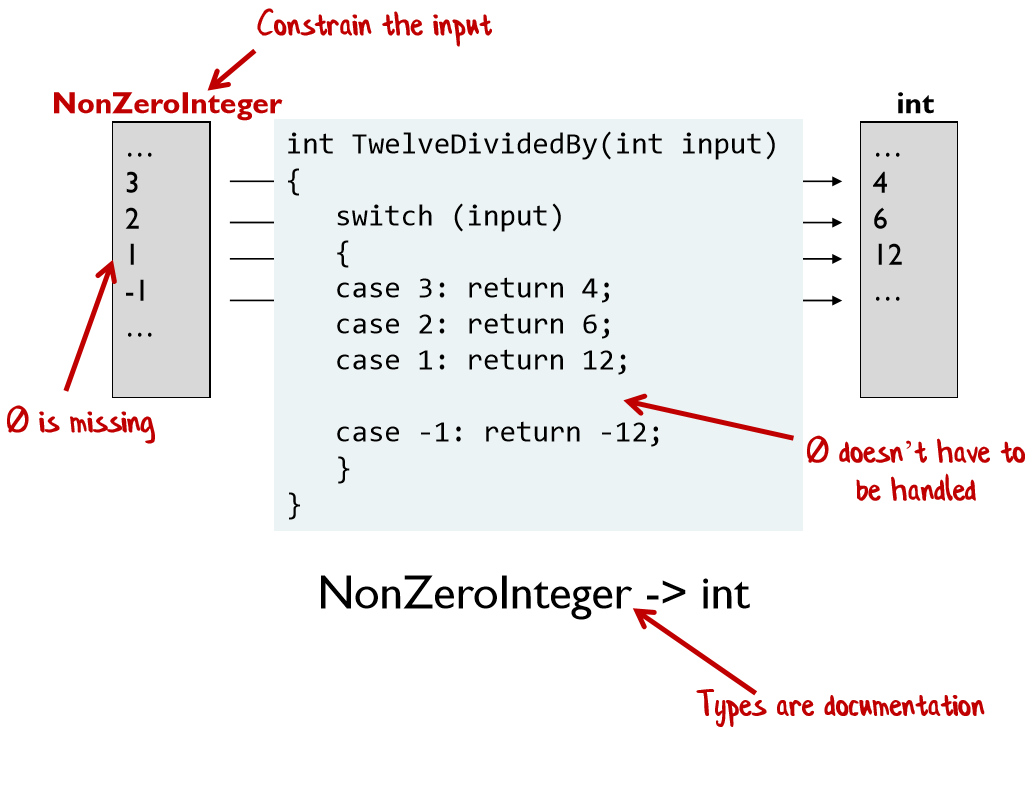 Constrain the input
NonZeroInteger
int
…
3
2
1
-1
…
int TwelveDividedBy(int input)
{
switch (input)
{
case 3: return 4;
case 2: return 6;
case 1: return 12;
case -1: return -12;
}
}
…
4
6
12
…
0 is missing
0 doesn't have to
be handled
NonZeroInteger -> int
Types are documentation